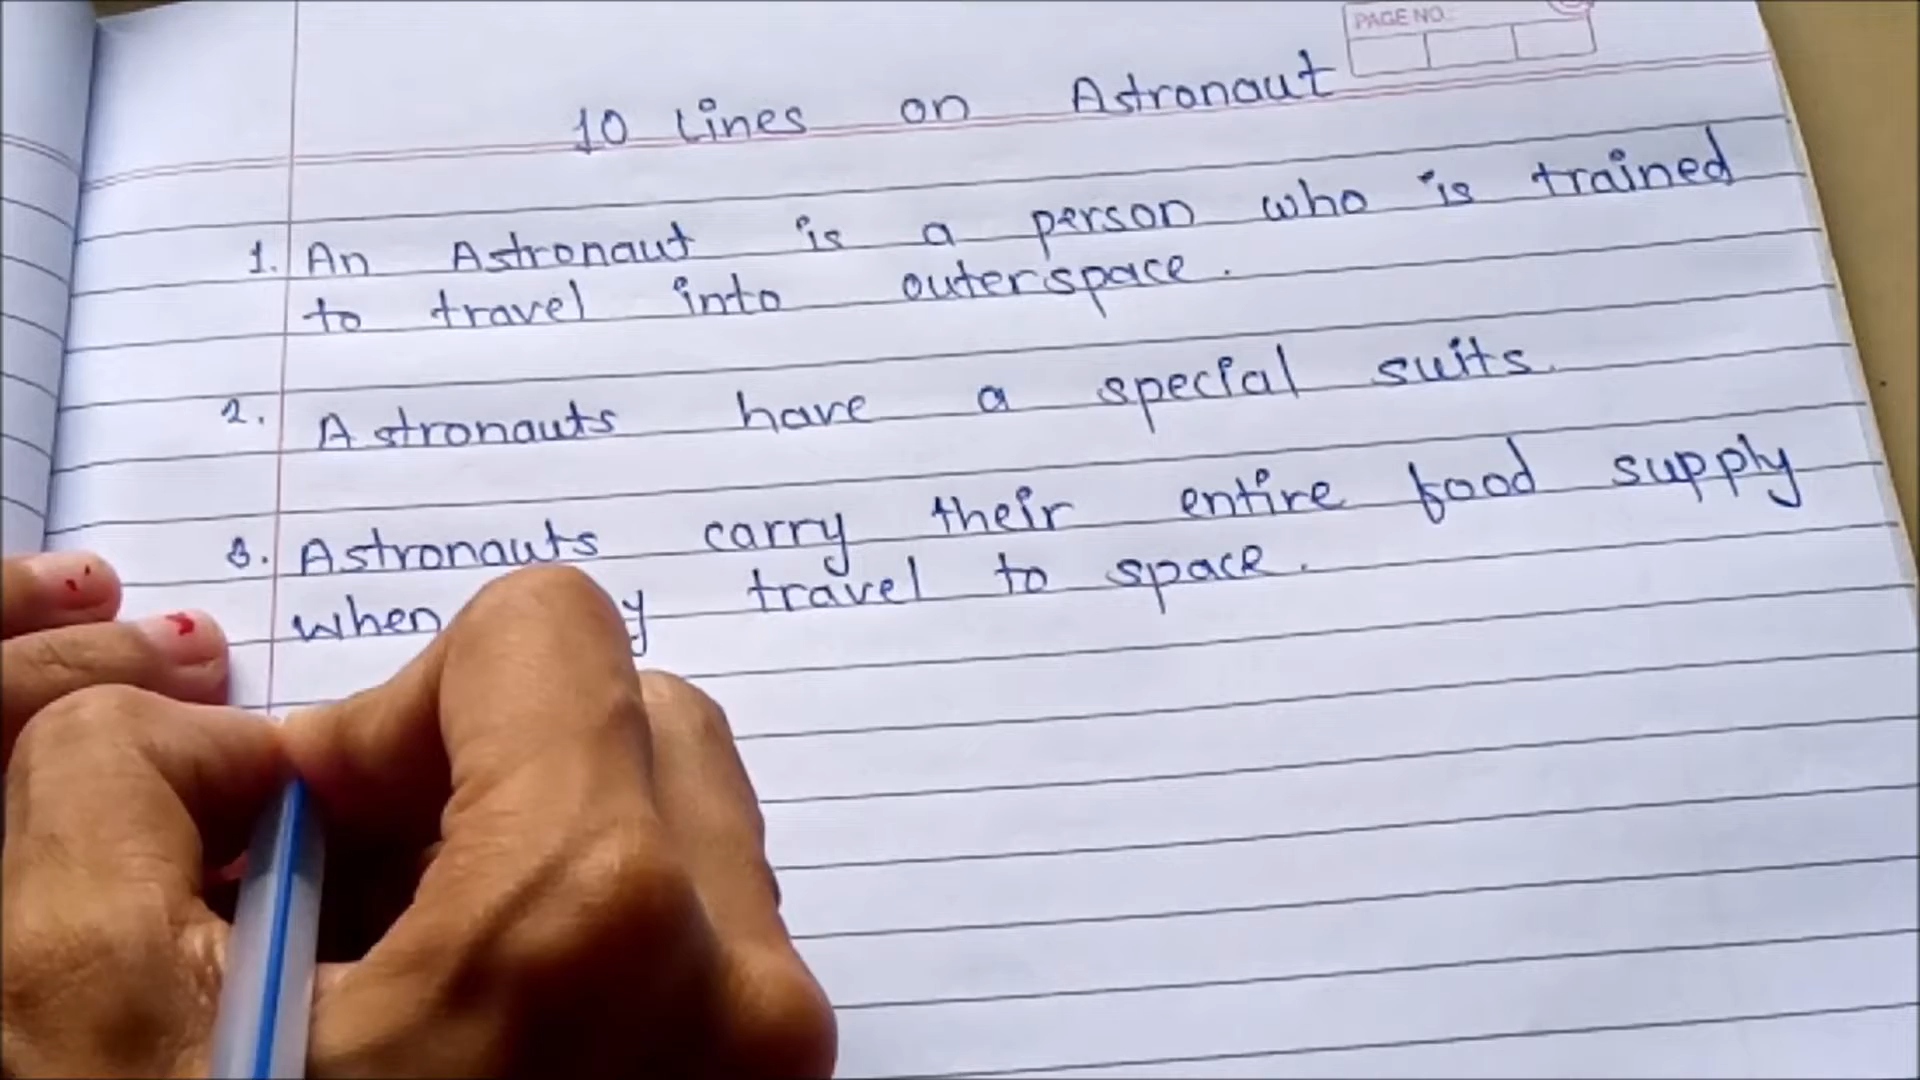 PAGE NO.
10 Lines on Astronaut
1. An Astronaut is a person who is trained
to travel into outerspace.
2. Astronauts have a special suits.
3. Astronauts carry their entire food supply
when travel to space.